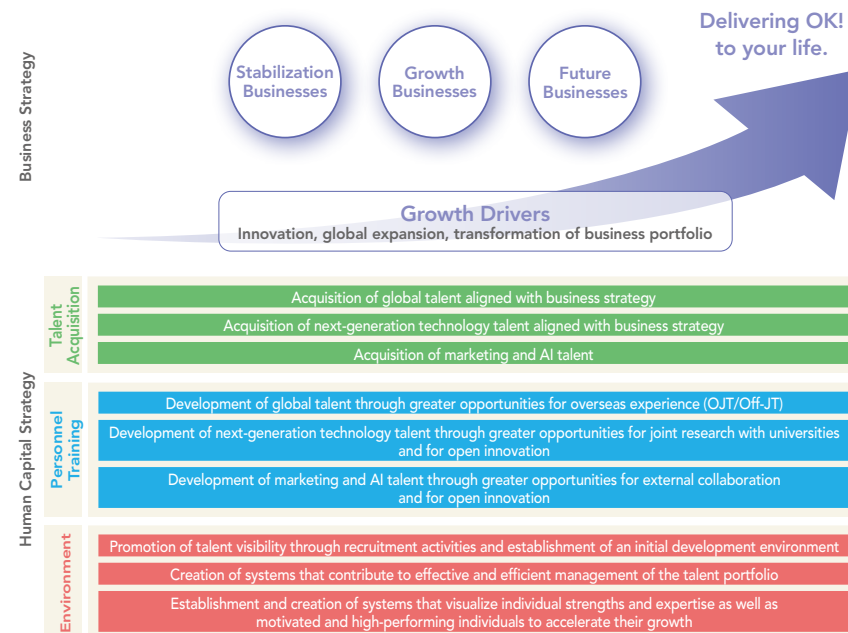 Delivering OK!
to your life.
Business Strategy
Stabilization
Businesses
Growth
Businesses
Future
Businesses
Growth Drivers
Innovation, global expansion, transformation of business portfolio
Human Capital Strategy
Talent
Acquisition
Acquisition of global talent aligned with business strategy
Acquisition of next-generation technology talent aligned with business strategy
Acquisition of marketing and AI talent
Personnel
Training
Development of global talent through greater opportunities for overseas experience (OJT/Off-JT)
Development of next-generation technology talent through greater opportunities for joint research with universities
and for open innovation
Development of marketing and AI talent through greater opportunities for external collaboration
and for open innovation
Environment
Promotion of talent visibility through recruitment activities and establishment of an initial development environment
Creation of systems that contribute to effective and efficient management of the talent portfolio
Establishment and creation of systems that visualize individual strengths and expertise as well as
motivated and high-performing individuals to accelerate their growth